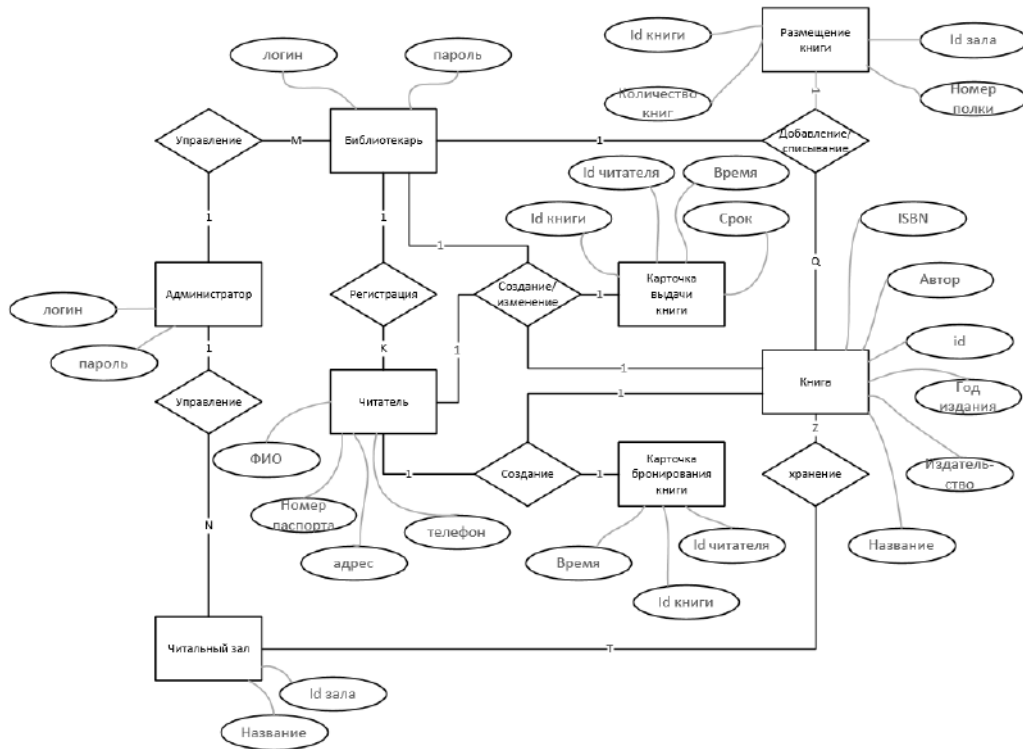 Id книги
Размещение
книги
Id зала
Количество
книг
Номер
полки
логин
пароль
Управление
М
Библиотекарь
1
1
Добавление/
списывание
Id читателя
Время
Id книги
Срок
ISBN
1
1
1
Q
Администратор
Регистрация
Создание/
изменение
1
Карточка
выдачи
книги
Автор
логин
пароль
1
К
1
1
id
Управление
Читатель
Книга
Год
издания
1
Z
ФИО
1
Создание
1
Карточка
бронирования
книги
хранение
Издатель-
ство
Номер
паспорта
N
телефон
адрес
Время
Id читателя
Название
Id книги
Читальный зал
Т
Id зала
Название